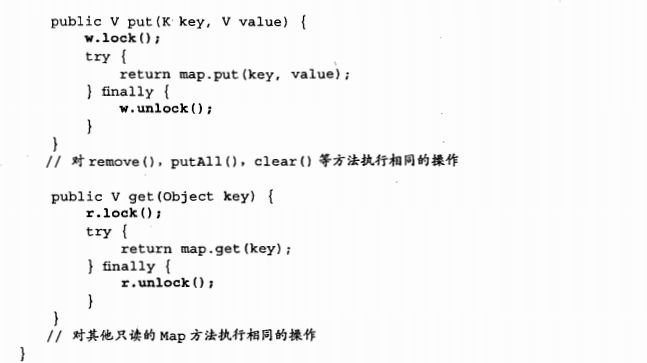 public V put(K key, V value) {
w.lock();
try {
return map.put(key, value);
} finally {
w.unlock();
}
}
// 对 remove(), putAll(), clear() 等方法执行相同的操作
public V get(Object key) {
r.lock();
try {
return map.get(key);
} finally {
r.unlock();
}
}
// 对其他只读的 Map 方法执行相同的操作
}